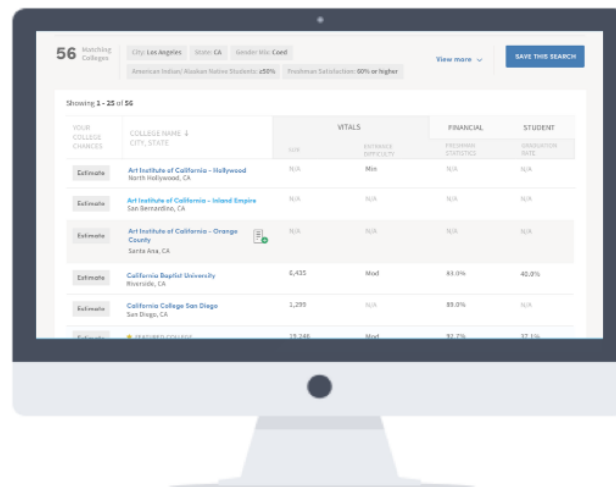 56 Matching Colleges
City: Los Angeles State: CA Gender Mix: Coed
American Indian/ Alaskan Native Students: ≥50% Freshman Satisfaction: 60% or higher
View more
SAVE THIS SEARCH
Showing 1 - 25 of 56
YOUR COLLEGE CHANCES
COLLEGE NAME ↓
CITY, STATE
VITALS FINANCIAL STUDENT
SIZE ENTRANCE DIFFICULTY FRESHMEN STATISTICS GRADUATION RATE
Estimate Art Institute of California - Hollywood N/A Min N/A N/A
North Hollywood, CA
Estimate Art Institute of California - Inland Empire N/A N/A N/A N/A
San Bernardino, CA
Estimate Art Institute of California - Orange County N/A N/A N/A N/A
Santa Ana, CA
Estimate California Baptist University 6,435 Mod 83.0% 40.0%
Riverside, CA
Estimate California College San Diego 1,299 N/A 89.0% N/A
San Diego, CA
Estimate FEATURED COLLEGE 19,248 Mod 92.7% 37.1%